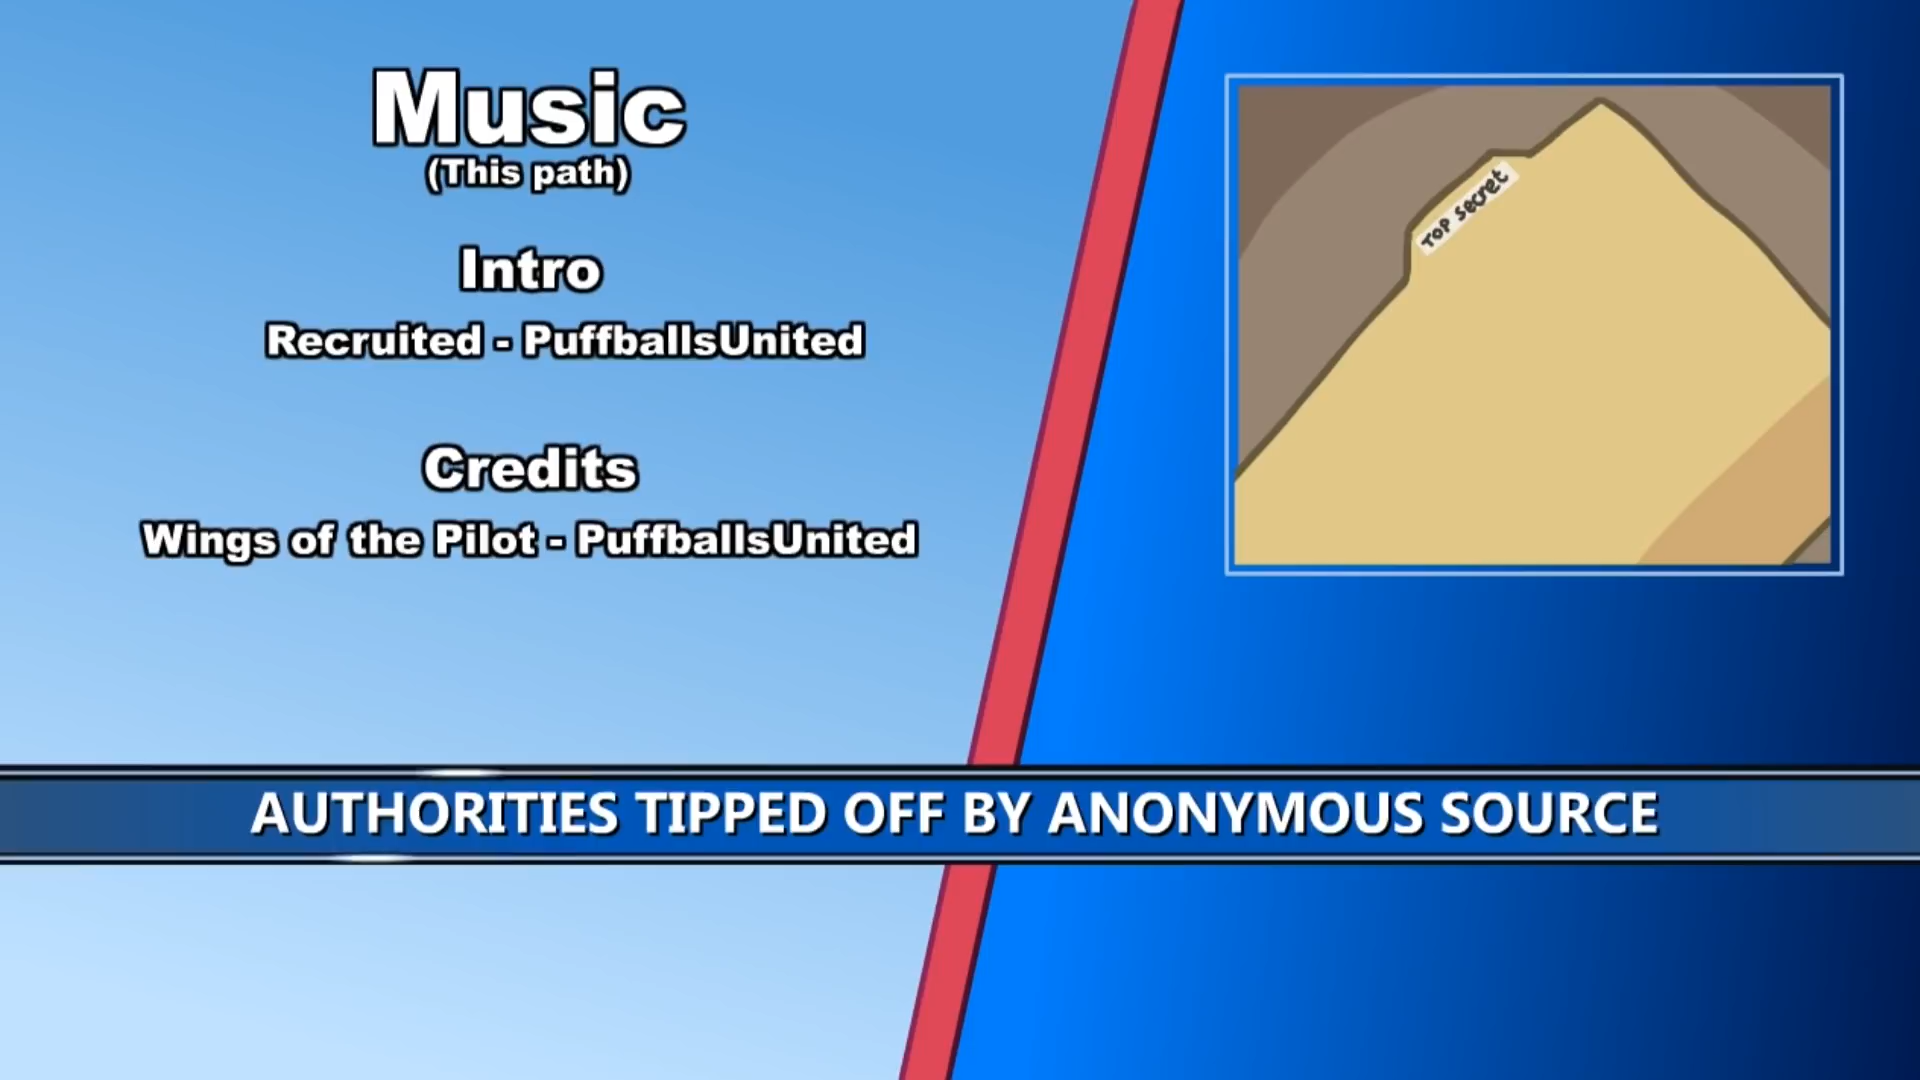 Music
(This path)
Intro
Recruited - PuffballsUnited
Credits
Wings of the Pilot - PuffballsUnited
TOP secret
AUTHORITIES TIPPED OFF BY ANONYMOUS SOURCE